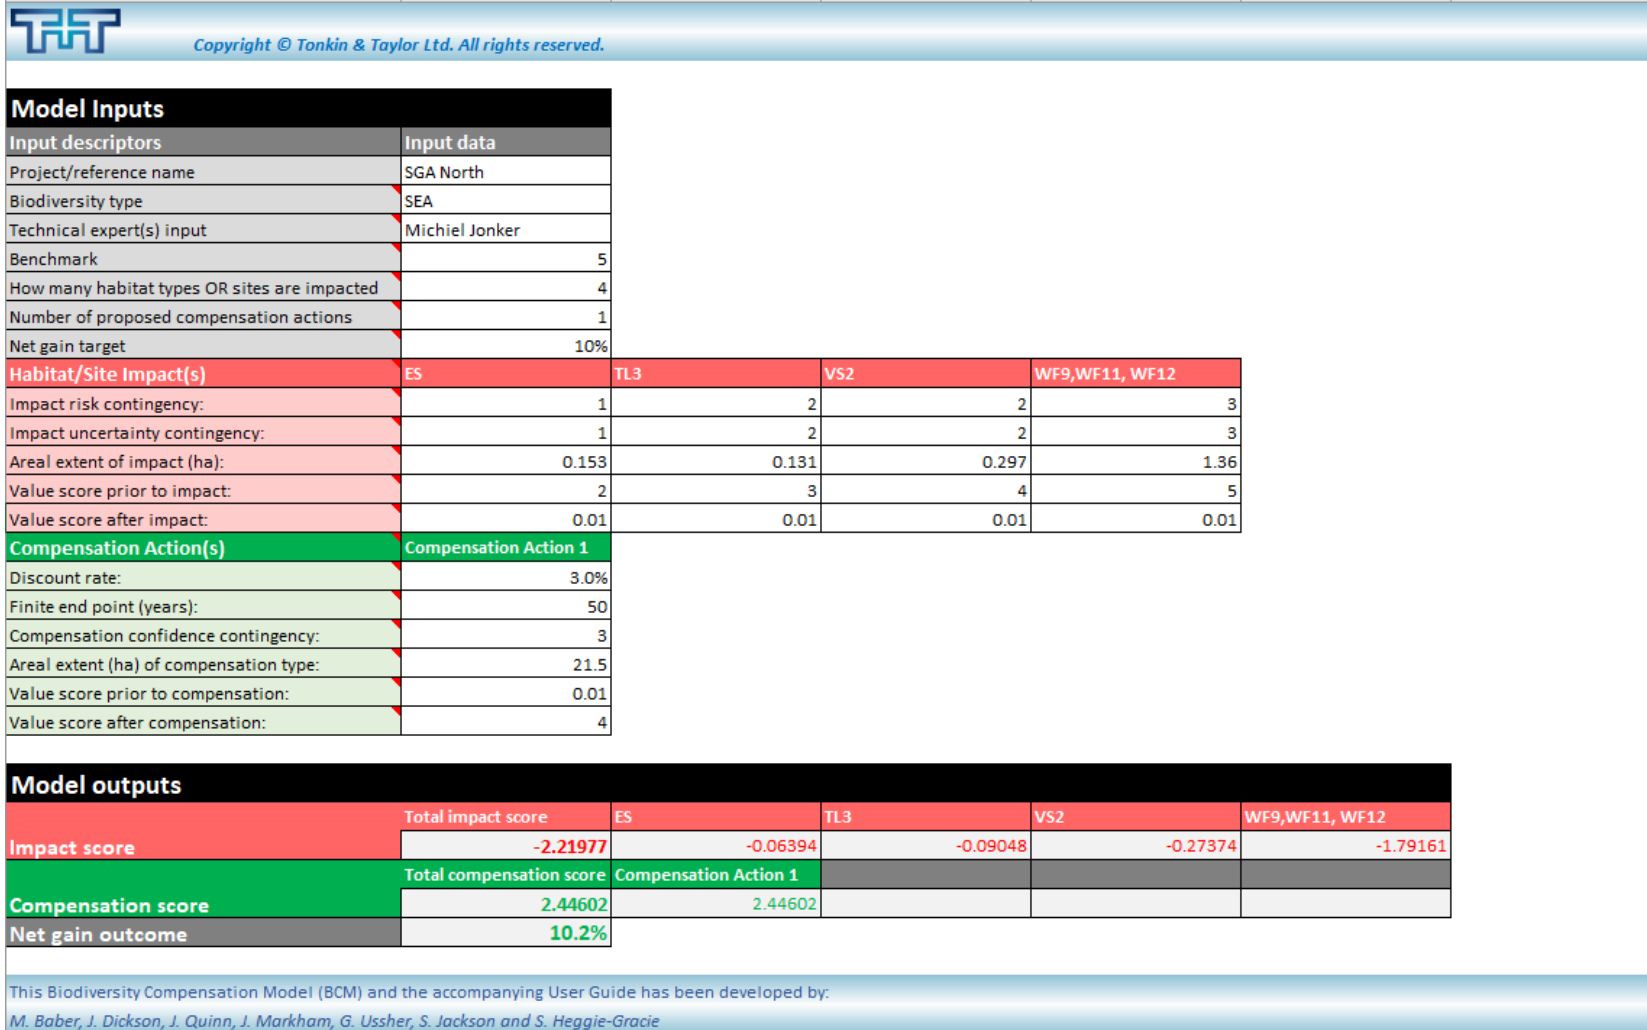 T+T
Copyright © Tonkin & Taylor Ltd. All rights reserved.
Model Inputs
Input descriptors Input data
Project/reference name SGA North
Biodiversity type SEA
Technical expert(s) input Michiel Jonker
Benchmark 5
How many habitat types OR sites are impacted 4
Number of proposed compensation actions 1
Net gain target 10%
Habitat/Site Impact(s) ES TL3 VS2 WF9,WF11, WF12
Impact risk contingency: 1 2 2 3
Impact uncertainty contingency: 1 2 2 3
Areal extent of impact (ha): 0.153 0.131 0.297 1.36
Value score prior to impact: 2 3 4 5
Value score after impact: 0.01 0.01 0.01 0.01
Compensation Action(s) Compensation Action 1
Discount rate: 3.0%
Finite end point (years): 50
Compensation confidence contingency: 3
Areal extent (ha) of compensation type: 21.5
Value score prior to compensation: 0.01
Value score after compensation: 4
Model outputs
Total impact score ES TL3 VS2 WF9,WF11, WF12
Impact score -2.21977 -0.06394 -0.09048 -0.27374 -1.79161
Total compensation score Compensation Action 1
Compensation score 2.44602 2.44602
Net gain outcome 10.2%
This Biodiversity Compensation Model (BCM) and the accompanying User Guide has been developed by:
M. Baber, J. Dickson, J. Quinn, J. Markham, G. Ussher, S. Jackson and S. Heggie-Gracie